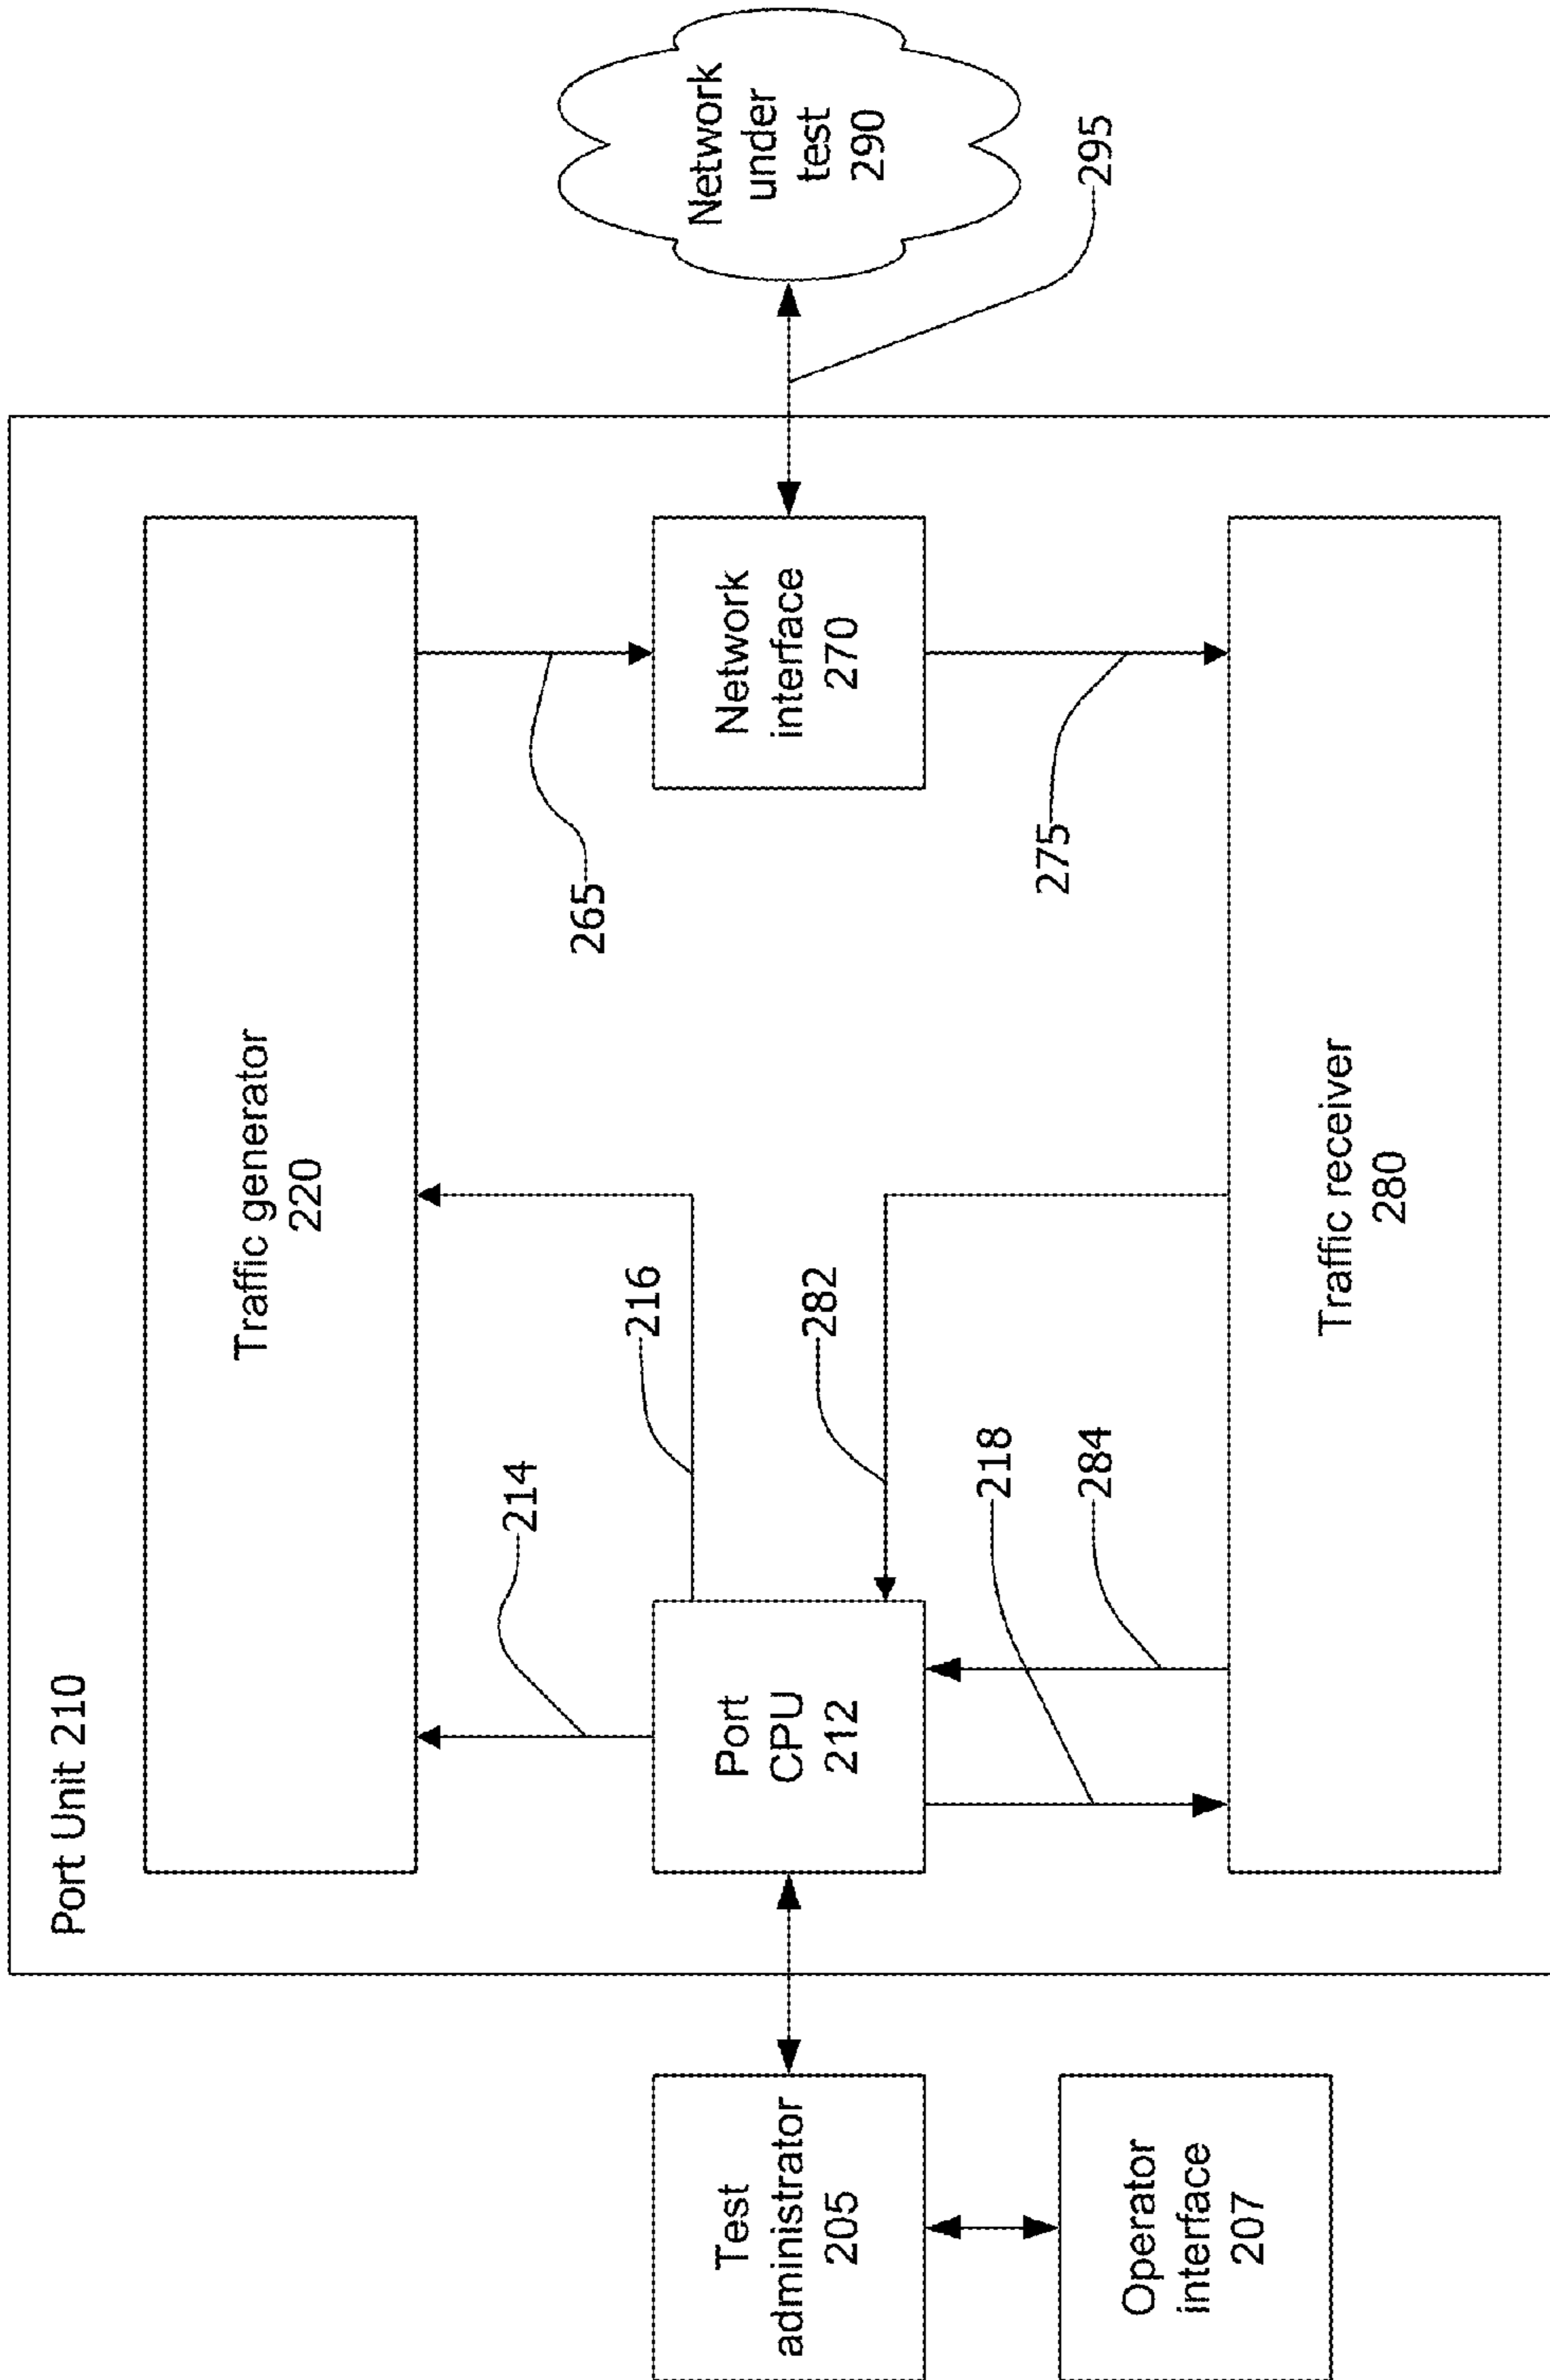 Port Unit 210
Traffic generator
220
214
216
265
Test
administrator
205
Port
CPU
212
Network
interface
270
Network
under
test
290
282
218
284
275
295
Operator
interface
207
Traffic receiver
280